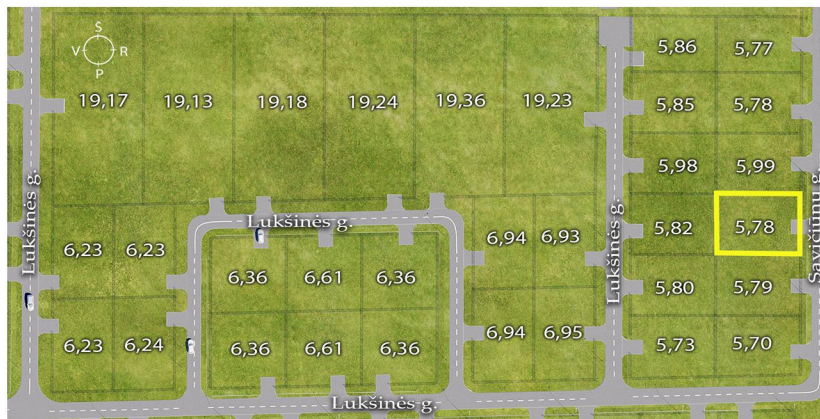 Š
V R
P
5,86 5,77
19,17 19,13 19,18 19,24 19,36 19,23 5,85 5,78
5,98 5,99
Lukšinės g.
Lukšinės g.
Lukšinės g.
Savičiūnų g.
6,23 6,23 6,94 6,93 5,82 5,78
6,36 6,61 6,36 5,80 5,79
6,23 6,24 6,36 6,61 6,36 6,94 6,95 5,73 5,70
Lukšinės g.